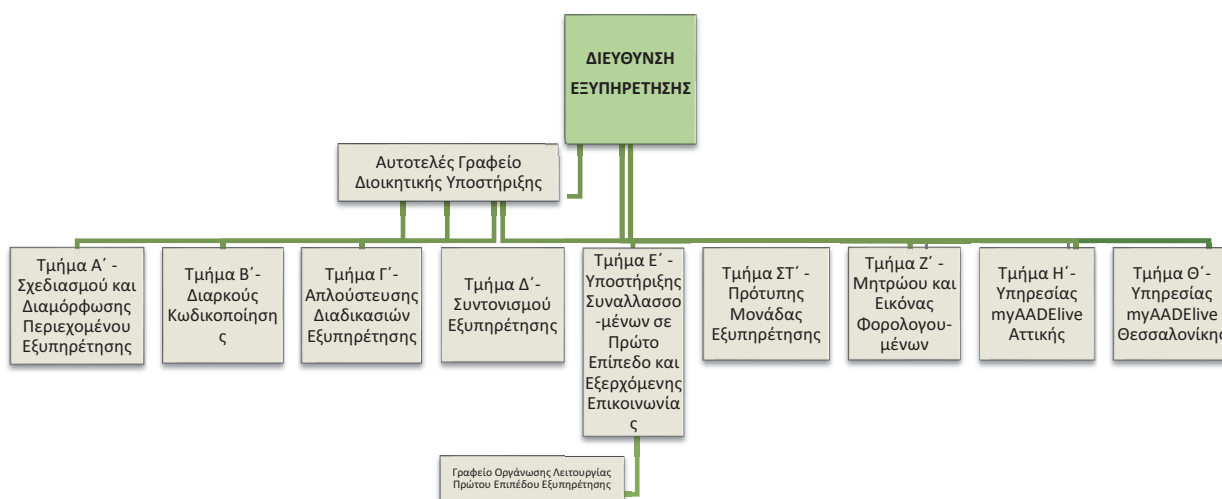 ΔΙΕΥΘΥΝΣΗ
ΕΞΥΠΗΡΕΤΗΣΗΣ
Αυτοτελές Γραφείο
Διοικητικής Υποστήριξης
Τμήμα Α΄ -
Σχεδιασμού και
Διαμόρφωσης
Περιεχομένου
Εξυπηρέτησης
Τμήμα Β΄-
Διαρκούς
Κωδικοποίηση
ς
Τμήμα Γ΄-
Απλούστευσης
Διαδικασιών
Εξυπηρέτησης
Τμήμα Δ΄-
Συντονισμού
Εξυπηρέτησης
Τμήμα Ε΄ -
Υποστήριξης
Συναλλασσο
-μένων σε
Πρώτο
Επίπεδο και
Εξερχόμενης
Επικοινωνία
ς
Τμήμα ΣΤ΄ -
Πρότυπης
Μονάδας
Εξυπηρέτησης
Τμήμα Ζ΄-
Μητρώου και
Εικόνας
Φορολογου-
μένων
Τμήμα Η΄-
Υπηρεσίας
myAADElive
Αττικής
Τμήμα Θ΄-
Υπηρεσίας
myAADElive
Θεσσαλονίκης
Γραφείο Οργάνωσης Λειτουργίας
Πρώτου Επιπέδου Εξυπηρέτησης